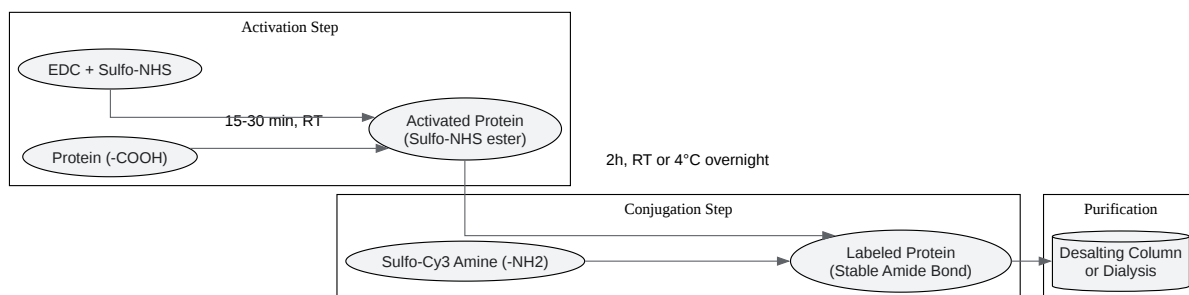 Activation Step
EDC + Sulfo-NHS
15-30 min, RT
Protein (-COOH)
Activated Protein
(Sulfo-NHS ester)
2h, RT or 4°C overnight
Conjugation Step
Sulfo-Cy3 Amine (-NH2)
Labeled Protein
(Stable Amide Bond)
Purification
Desalting Column
or Dialysis